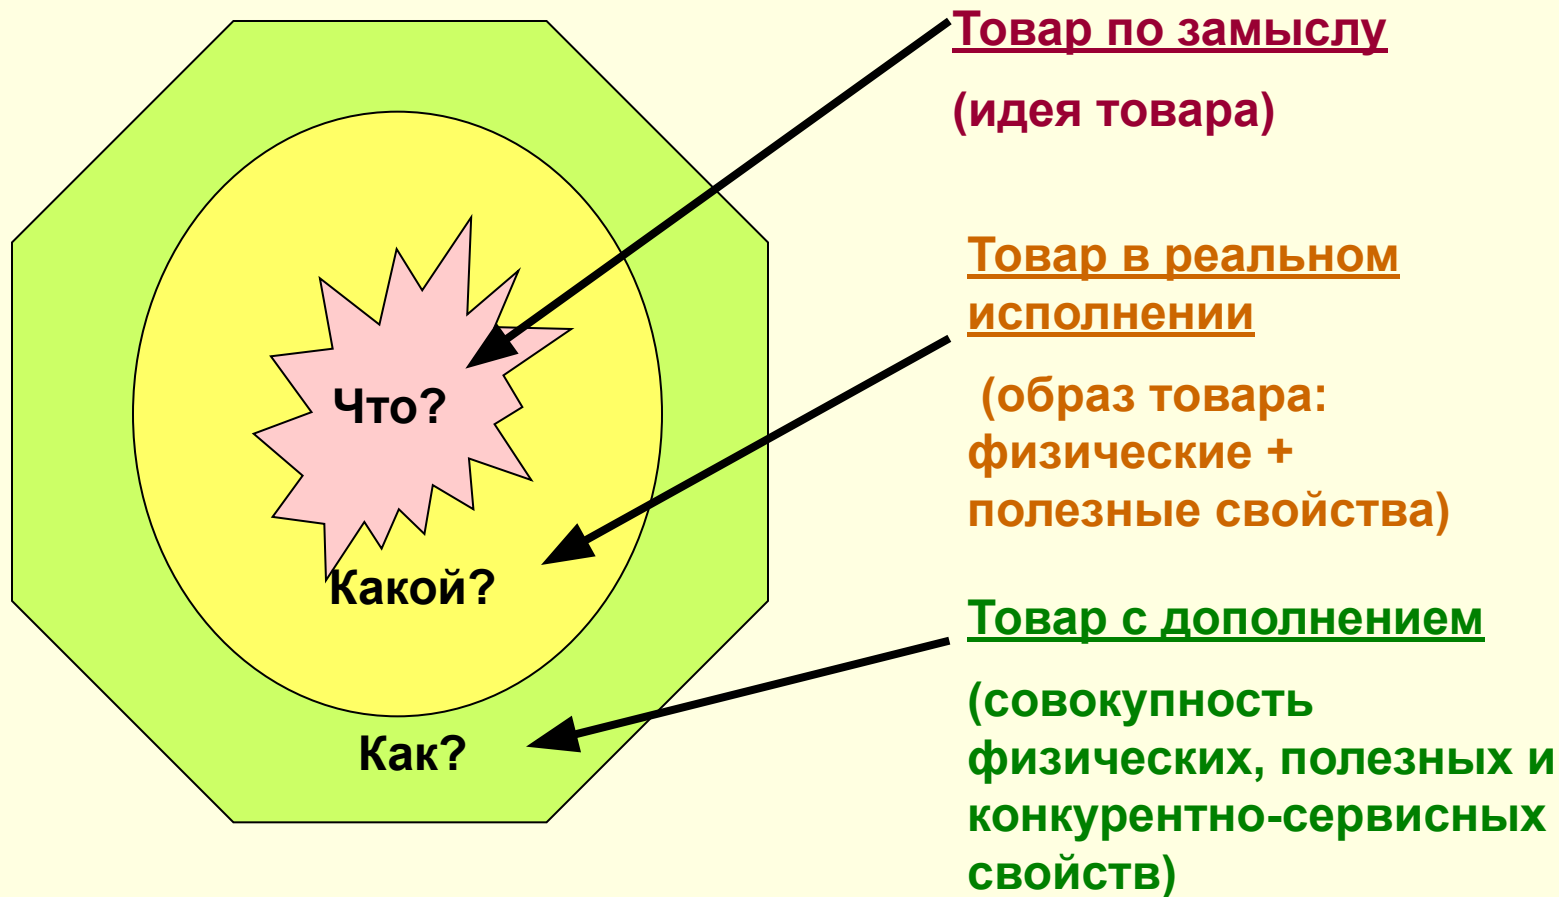 Товар по замыслу
(идея товара)
Товар в реальном
исполнении
(образ товара:
физические +
полезные свойства)
Товар с дополнением
(совокупность
физических, полезных и
конкурентно-сервисных
свойств)
Что?
Какой?
Как?